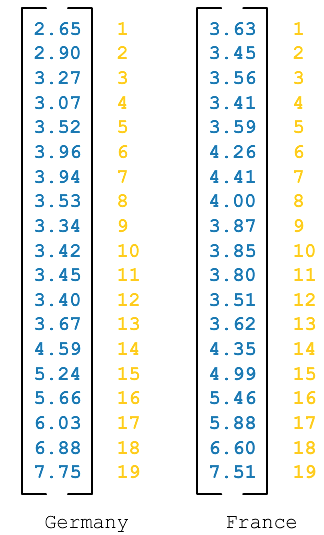 2.65 1 3.63 1
2.90 2 3.45 2
3.27 3 3.56 3
3.07 4 3.41 4
3.52 5 3.59 5
3.96 6 4.26 6
3.94 7 4.41 7
3.53 8 4.00 8
3.34 9 3.87 9
3.42 10 3.85 10
3.45 11 3.80 11
3.40 12 3.51 12
3.67 13 3.62 13
4.59 14 4.35 14
5.24 15 4.99 15
5.66 16 5.46 16
6.03 17 5.88 17
6.88 18 6.60 18
7.75 19 7.51 19
Germany France